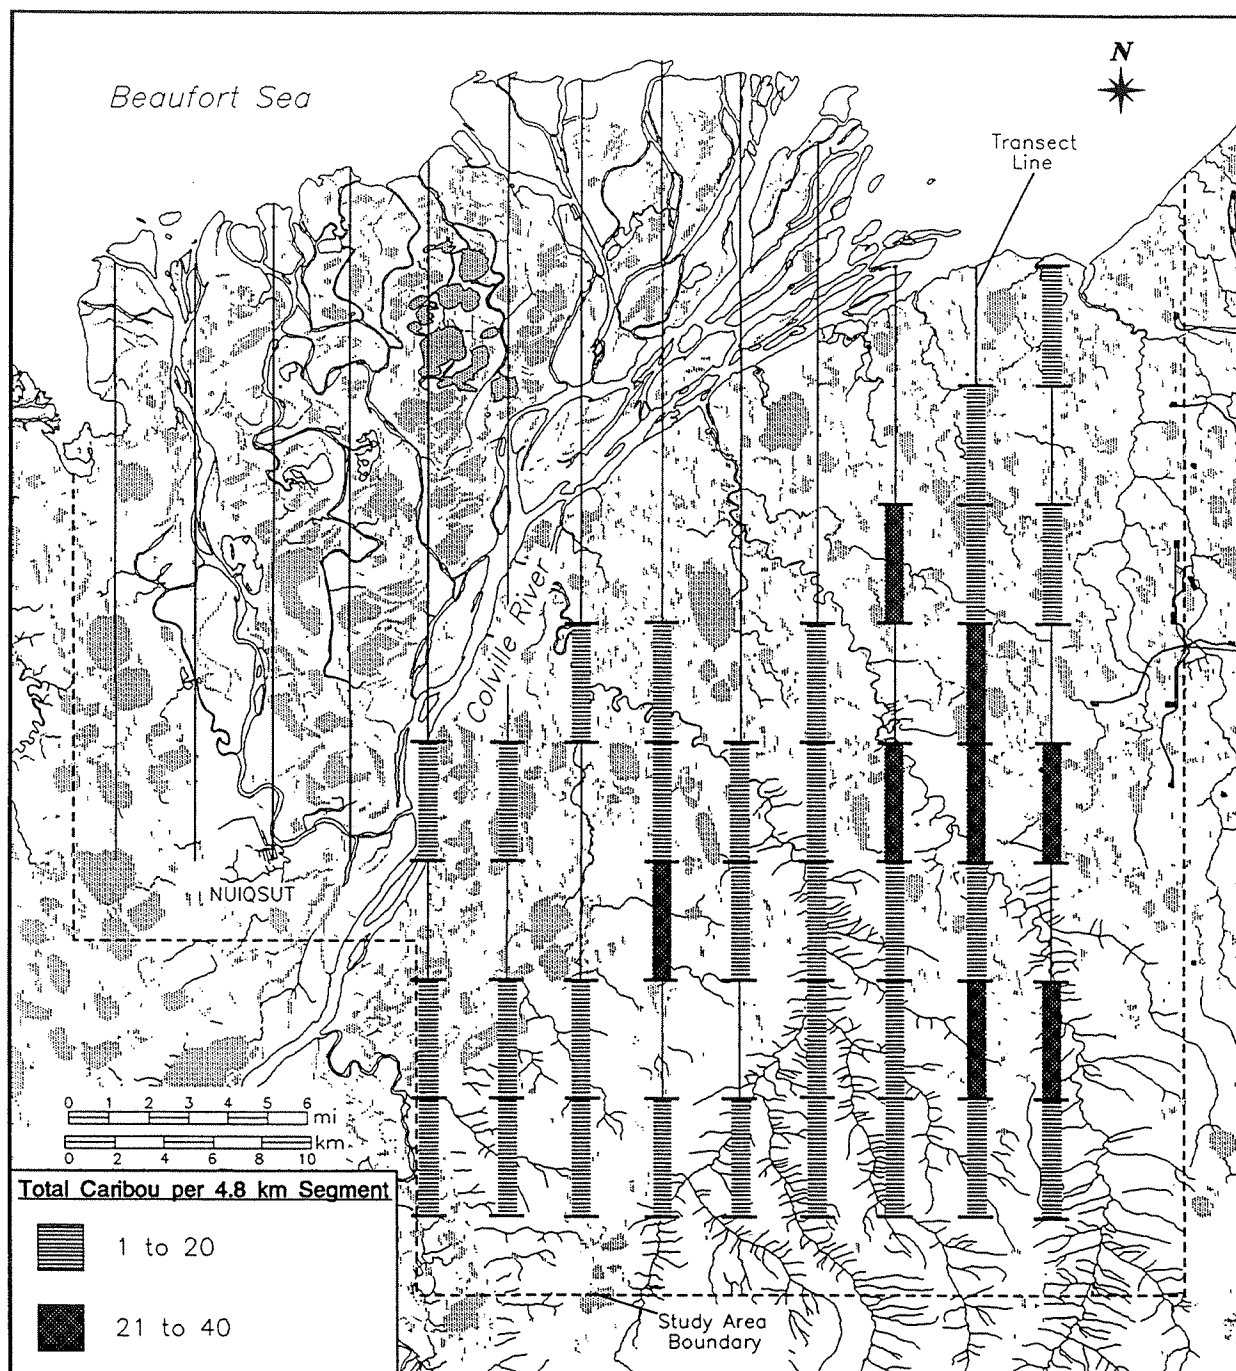 Beaufort Sea
N
Transect
Line
Colville River
NUIQSUT
0 1 2 3 4 5 6
mi
km
0 2 4 6 8 10
Total Caribou per 4.8 km Segment
1 to 20
21 to 40
Study Area
Boundary